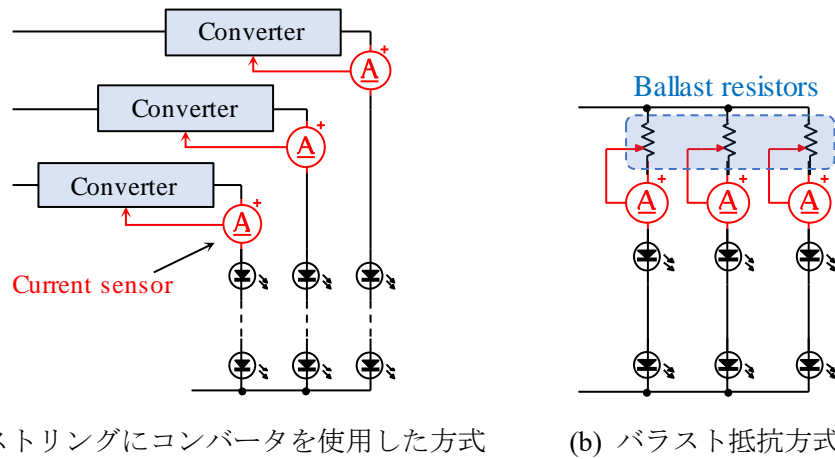 Converter
Converter
Converter
A
+
A
+
A
+
Current sensor
Ballast resistors
A
+
A
+
A
+
ストリングにコンバータを使用した方式
(b) バラスト抵抗方式